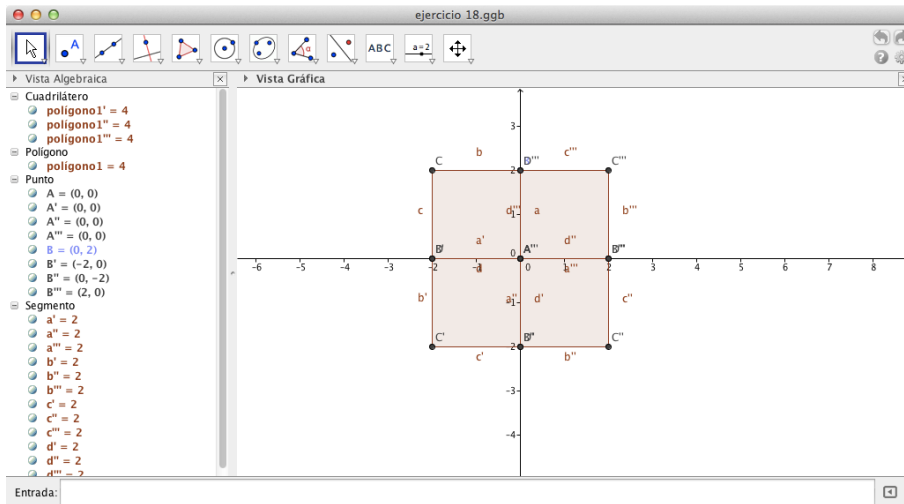 ejercicio 18.ggb
A
α
ABC
a=2
Vista Algebraica
Cuadrilátero
polígono1' = 4
polígono1'' = 4
polígono1''' = 4
Polígono
polígono1 = 4
Punto
A = (0, 0)
A' = (0, 0)
A'' = (0, 0)
A''' = (0, 0)
B = (0, 2)
B' = (-2, 0)
B'' = (0, -2)
B''' = (2, 0)
Segmento
a' = 2
a'' = 2
a''' = 2
b' = 2
b'' = 2
b''' = 2
c' = 2
c'' = 2
c''' = 2
d' = 2
d'' = 2
d''' = 2
Vista Gráfica
3
b c'''
C D''' C'''
2
c d''' a b'''
1
a' d''
B' A''' B'''
0
-6 -5 -4 -3 -2 -1 0 1 2 3 4 5 6 7 8
d a'''
b' a'' d' c''
-1
C' B'' C''
2
c' b''
-3
-4
Entrada: